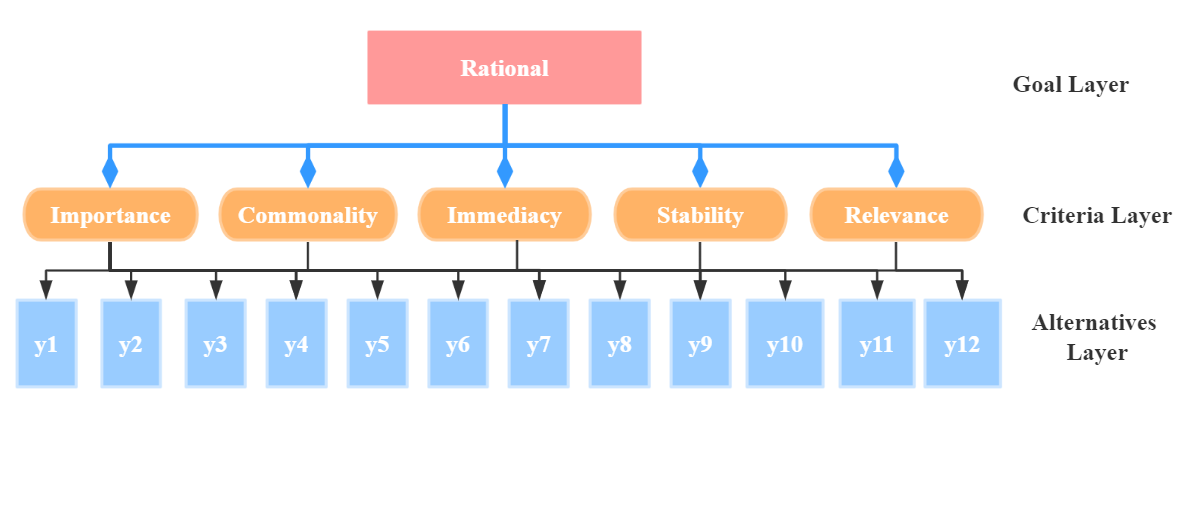 Rational
Goal Layer
Importance Commonality Immediacy Stability Relevance Criteria Layer
y1 y2 y3 y4 y5 y6 y7 y8 y9 y10 y11 y12
Alternatives
Layer